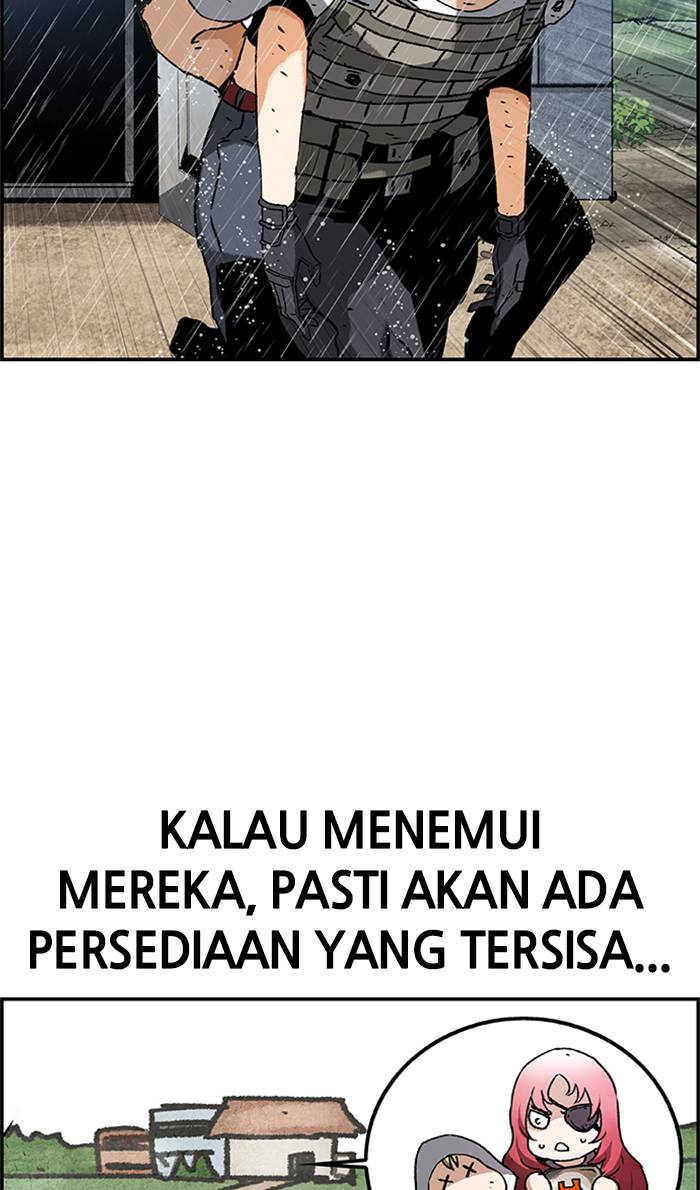 KALAU MENEMUI
MEREKA, PASTI AKAN ADA
PERSEDIAAN YANG TERSISA...
H